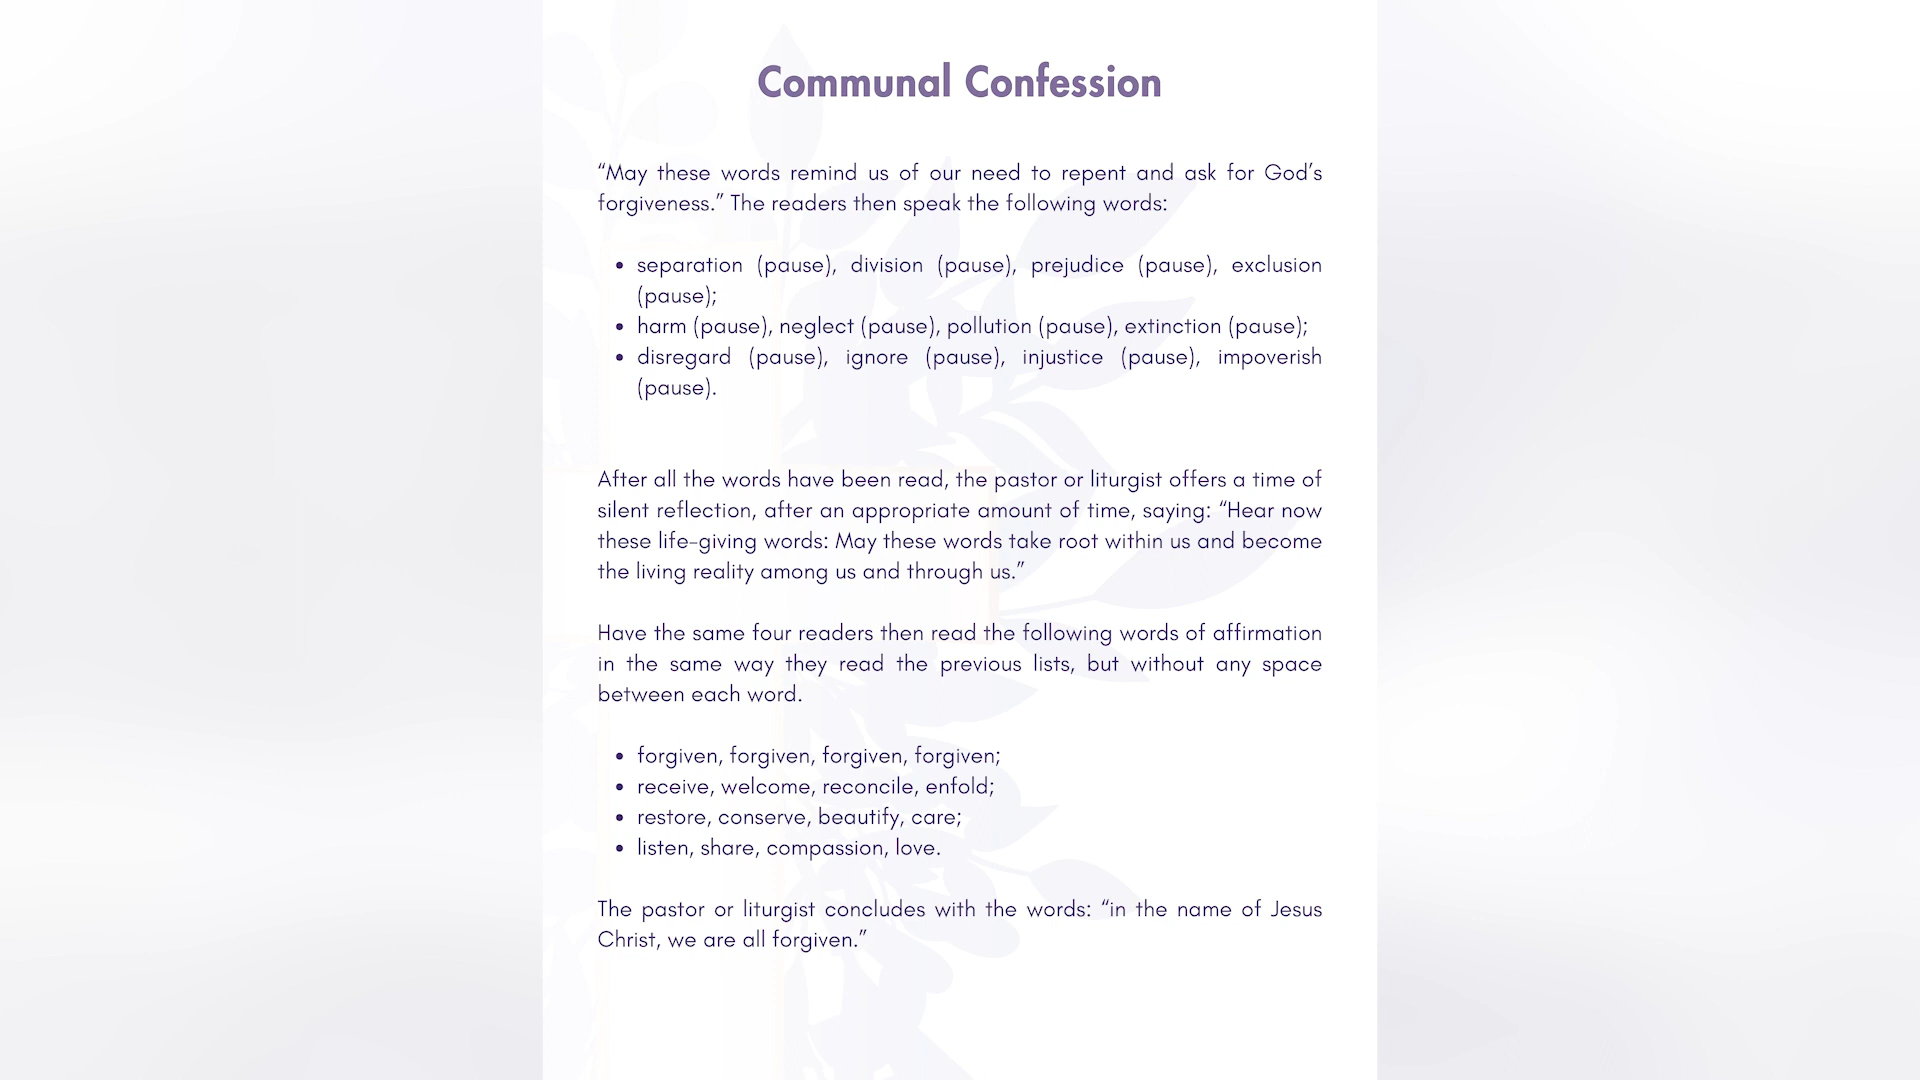 Communal Confession
“May these words remind us of our need to repent and ask for God’s
forgiveness.” The readers then speak the following words:
• separation (pause), division (pause), prejudice (pause), exclusion
(pause);
• harm (pause), neglect (pause), pollution (pause), extinction (pause);
• disregard (pause), ignore (pause), injustice (pause), impoverish
(pause).
After all the words have been read, the pastor or liturgist offers a time of
silent reflection, after an appropriate amount of time, saying: “Hear now
these life-giving words: May these words take root within us and become
the living reality among us and through us.”
Have the same four readers then read the following words of affirmation
in the same way they read the previous lists, but without any space
between each word.
• forgiven, forgiven, forgiven, forgiven;
• receive, welcome, reconcile, enfold;
• restore, conserve, beautify, care;
• listen, share, compassion, love.
The pastor or liturgist concludes with the words: “in the name of Jesus
Christ, we are all forgiven.”